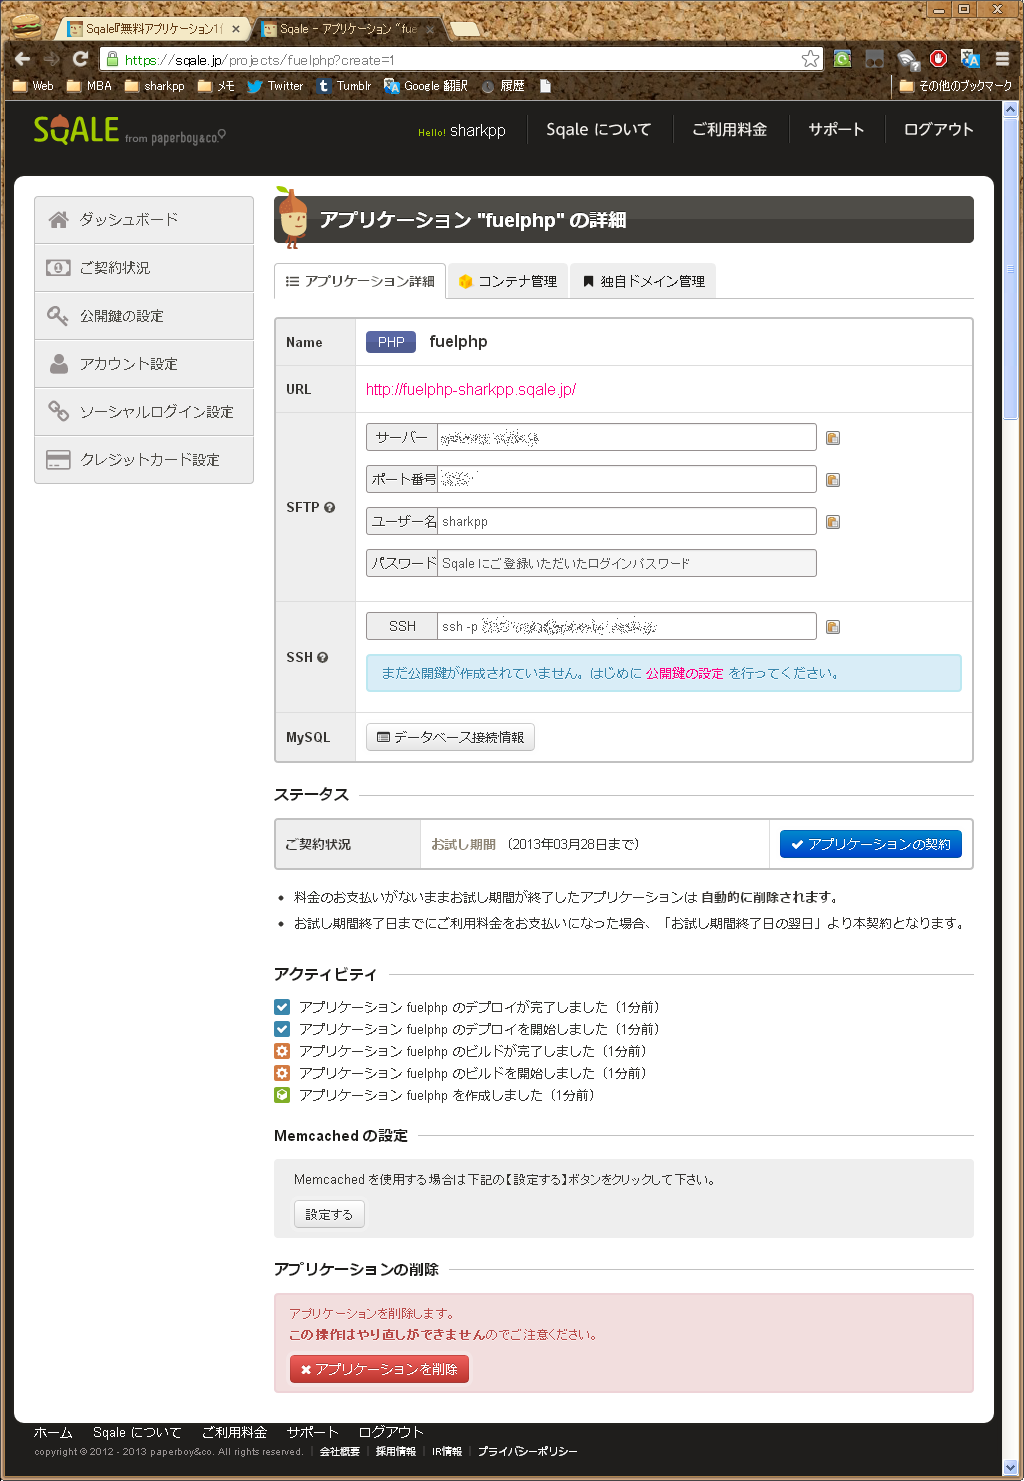 Sqale『無料アプリケーション1
Sqale - アプリケーション "fue
https://sqale.jp/projects/fuelphp?create=1
Web MBA sharkpp メモ Twitter Tumblr Google 翻訳 履歴 その他のブックマーク
SQALE from paperboy&co.
Hello! sharkpp Sqale について ご利用料金 サポート ログアウト
ダッシュボード
ご契約状況
公開鍵の設定
アカウント設定
ソーシャルログイン設定
クレジットカード設定
アプリケーション "fuelphp" の詳細
アプリケーション詳細 コンテナ管理 独自ドメイン管理
Name PHP fuelphp
URL http://fuelphp-sharkpp.sqale.jp/
SFTP
サーバー
ポート番号
ユーザー名 sharkpp
パスワード Sqale にご登録いただいたログインパスワード
SSH
SSH ssh -p
まだ公開鍵が作成されていません。はじめに 公開鍵の設定 を行ってください。
MySQL データベース接続情報
ステータス
ご契約状況 お試し期間 （2013年03月28日まで） アプリケーションの契約
• 料金のお支払いがないままお試し期間が終了したアプリケーションは 自動的に削除されます。
• お試し期間終了日までにご利用料金をお支払いになった場合、「お試し期間終了日の翌日」より本契約となります。
アクティビティ
アプリケーション fuelphp のデプロイが完了しました（1分前）
アプリケーション fuelphp のデプロイを開始しました（1分前）
アプリケーション fuelphp のビルドが完了しました（1分前）
アプリケーション fuelphp のビルドを開始しました（1分前）
アプリケーション fuelphp を作成しました（1分前）
Memcached の設定
Memcached を使用する場合は下記の【設定する】ボタンをクリックして下さい。
設定する
アプリケーションの削除
アプリケーションを削除します。
この操作はやり直しができませんのでご注意ください。
アプリケーションを削除
ホーム Sqale について ご利用料金 サポート ログアウト
copyright © 2012 - 2013 paperboy&co. All rights reserved. | 会社概要 | 採用情報 | IR情報 | プライバシーポリシー